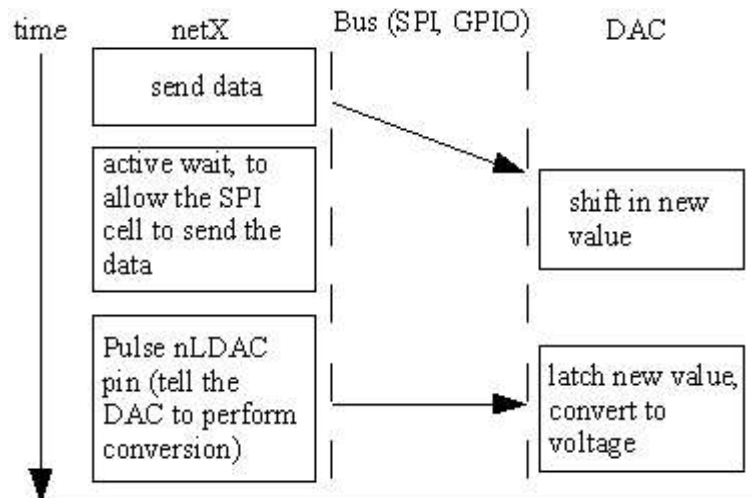 time
netX
Bus (SPI, GPIO)
DAC
send data
active wait, to
allow the SPI
cell to send the
data
shift in new
value
Pulse nLDAC
pin (tell the
DAC to perform
conversion)
latch new value,
convert to
voltage